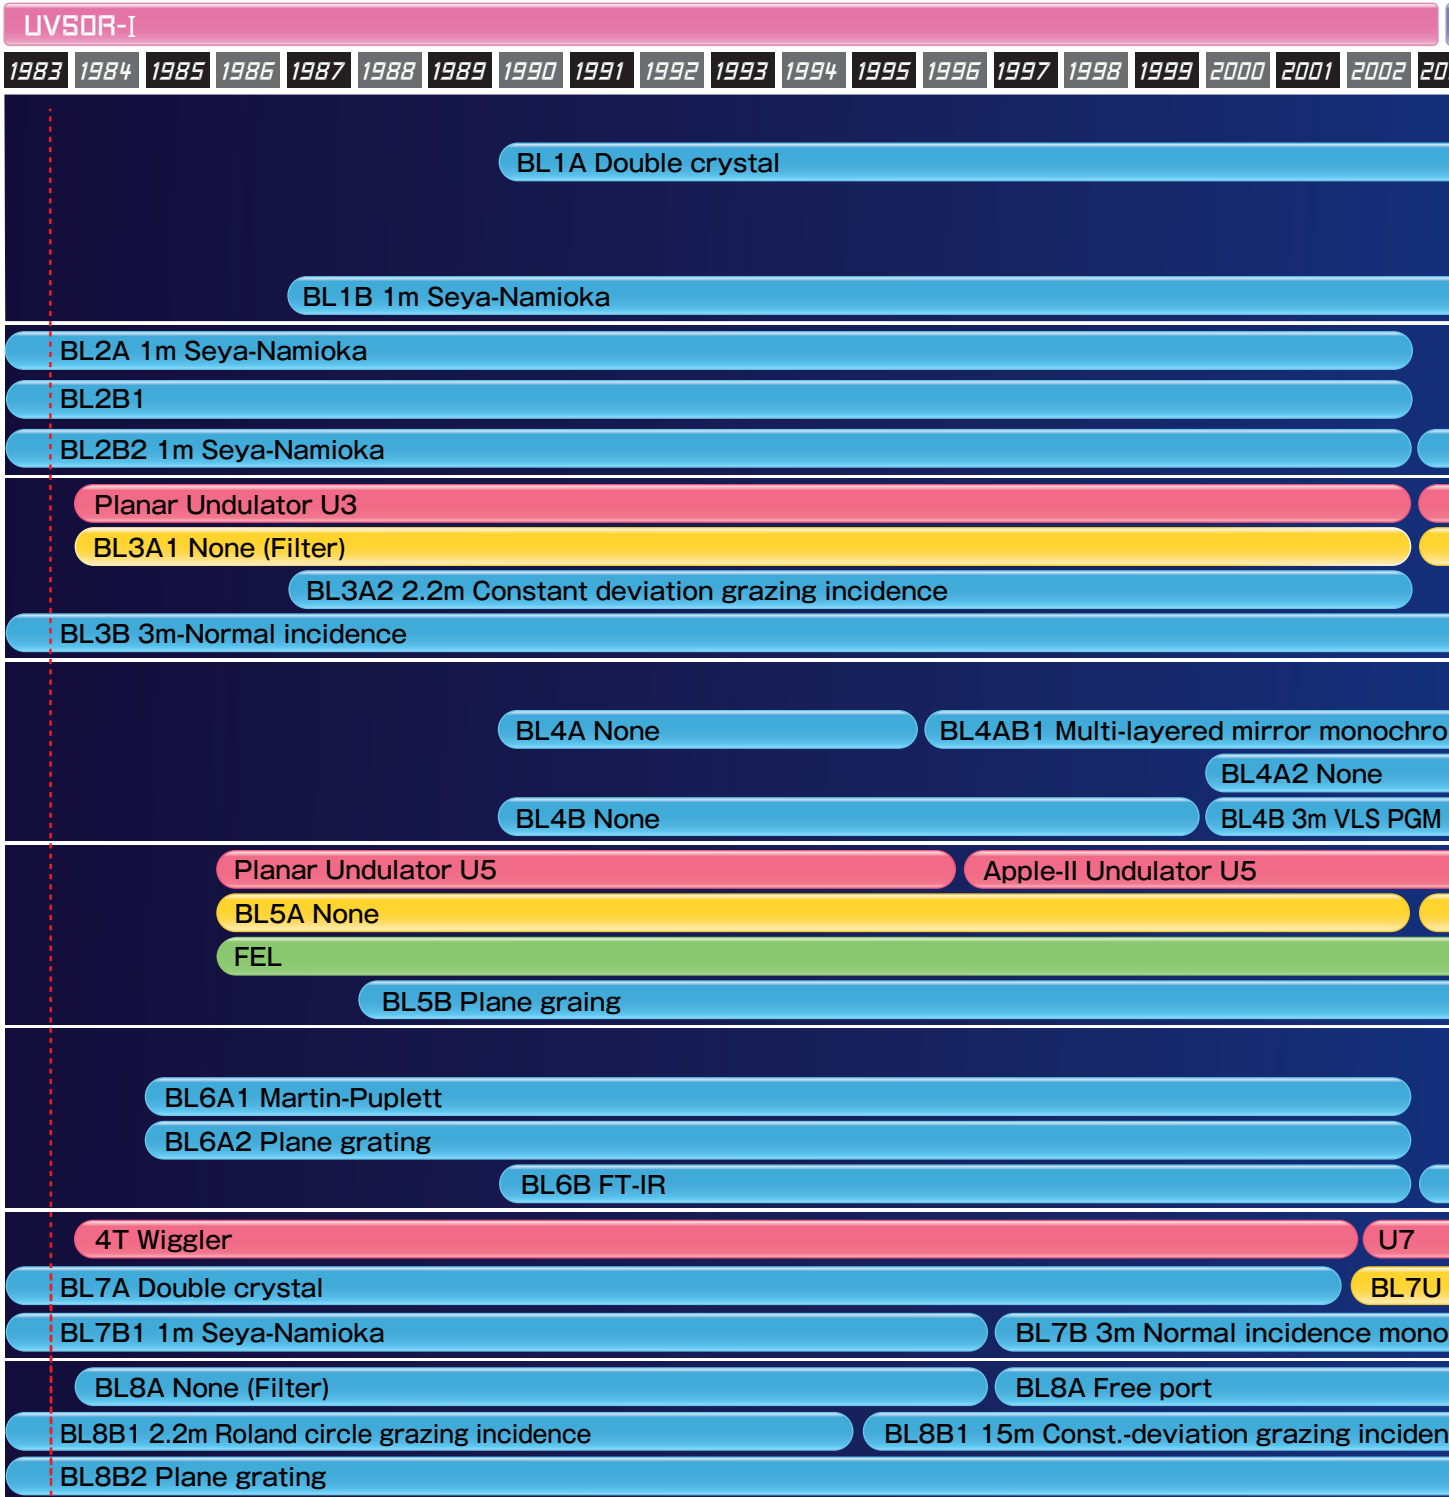 UVSOR-I
1983 1984 1985 1986 1987 1988 1989 1990 1991 1992 1993 1994 1995 1996 1997 1998 1999 2000 2001 2002
BL1A Double crystal
BL1B 1m Seya-Namioka
BL2A 1m Seya-Namioka
BL2B1
BL2B2 1m Seya-Namioka
Planar Undulator U3
BL3A1 None (Filter)
BL3A2 2.2m Constant deviation grazing incidence
BL3B 3m-Normal incidence
BL4A None BL4AB1 Multi-layered mirror monochro
BL4A2 None
BL4B None BL4B 3m VLS PGM
Planar Undulator U5 Apple-II Undulator U5
BL5A None
FEL
BL5B Plane graing
BL6A1 Martin-Puplett
BL6A2 Plane grating
BL6B FT-IR
4T Wiggler U7
BL7A Double crystal BL7U
BL7B1 1m Seya-Namioka BL7B 3m Normal incidence mono
BL8A None (Filter) BL8A Free port
BL8B1 2.2m Roland circle grazing incidence BL8B1 15m Const.-deviation grazing inciden
BL8B2 Plane grating